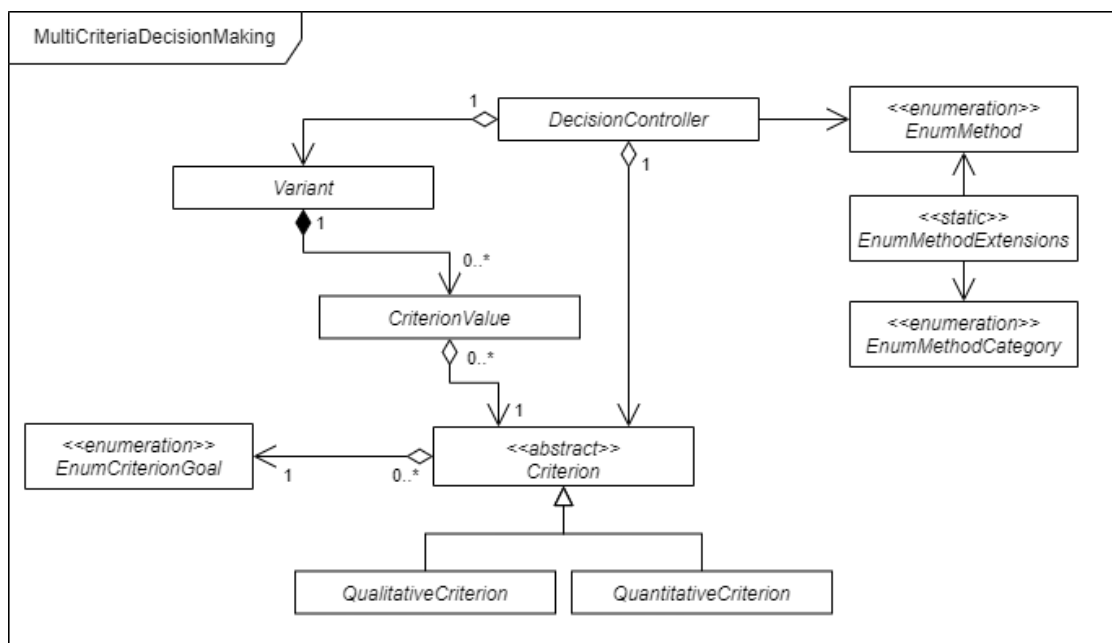 MultiCriteriaDecisionMaking
1
DecisionController
<<enumeration>>
EnumMethod
1
Variant
1
<<static>>
EnumMethodExtensions
0..*
CriterionValue
<<enumeration>>
EnumMethodCategory
0..*
1
<<enumeration>>
EnumCriterionGoal
1
0..*
<<abstract>>
Criterion
QualitativeCriterion
QuantitativeCriterion